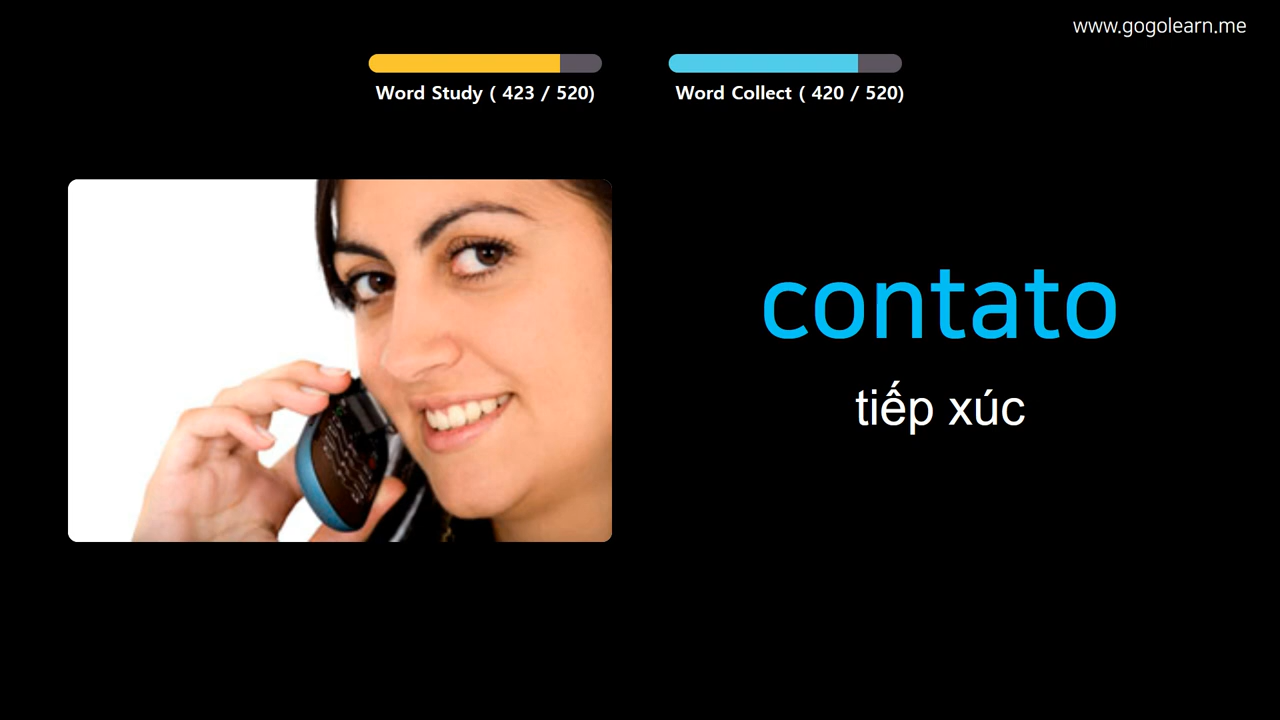 www.gogolearn.me
Word Study ( 423 / 520)
Word Collect ( 420 / 520)
contato
tiếp xúc